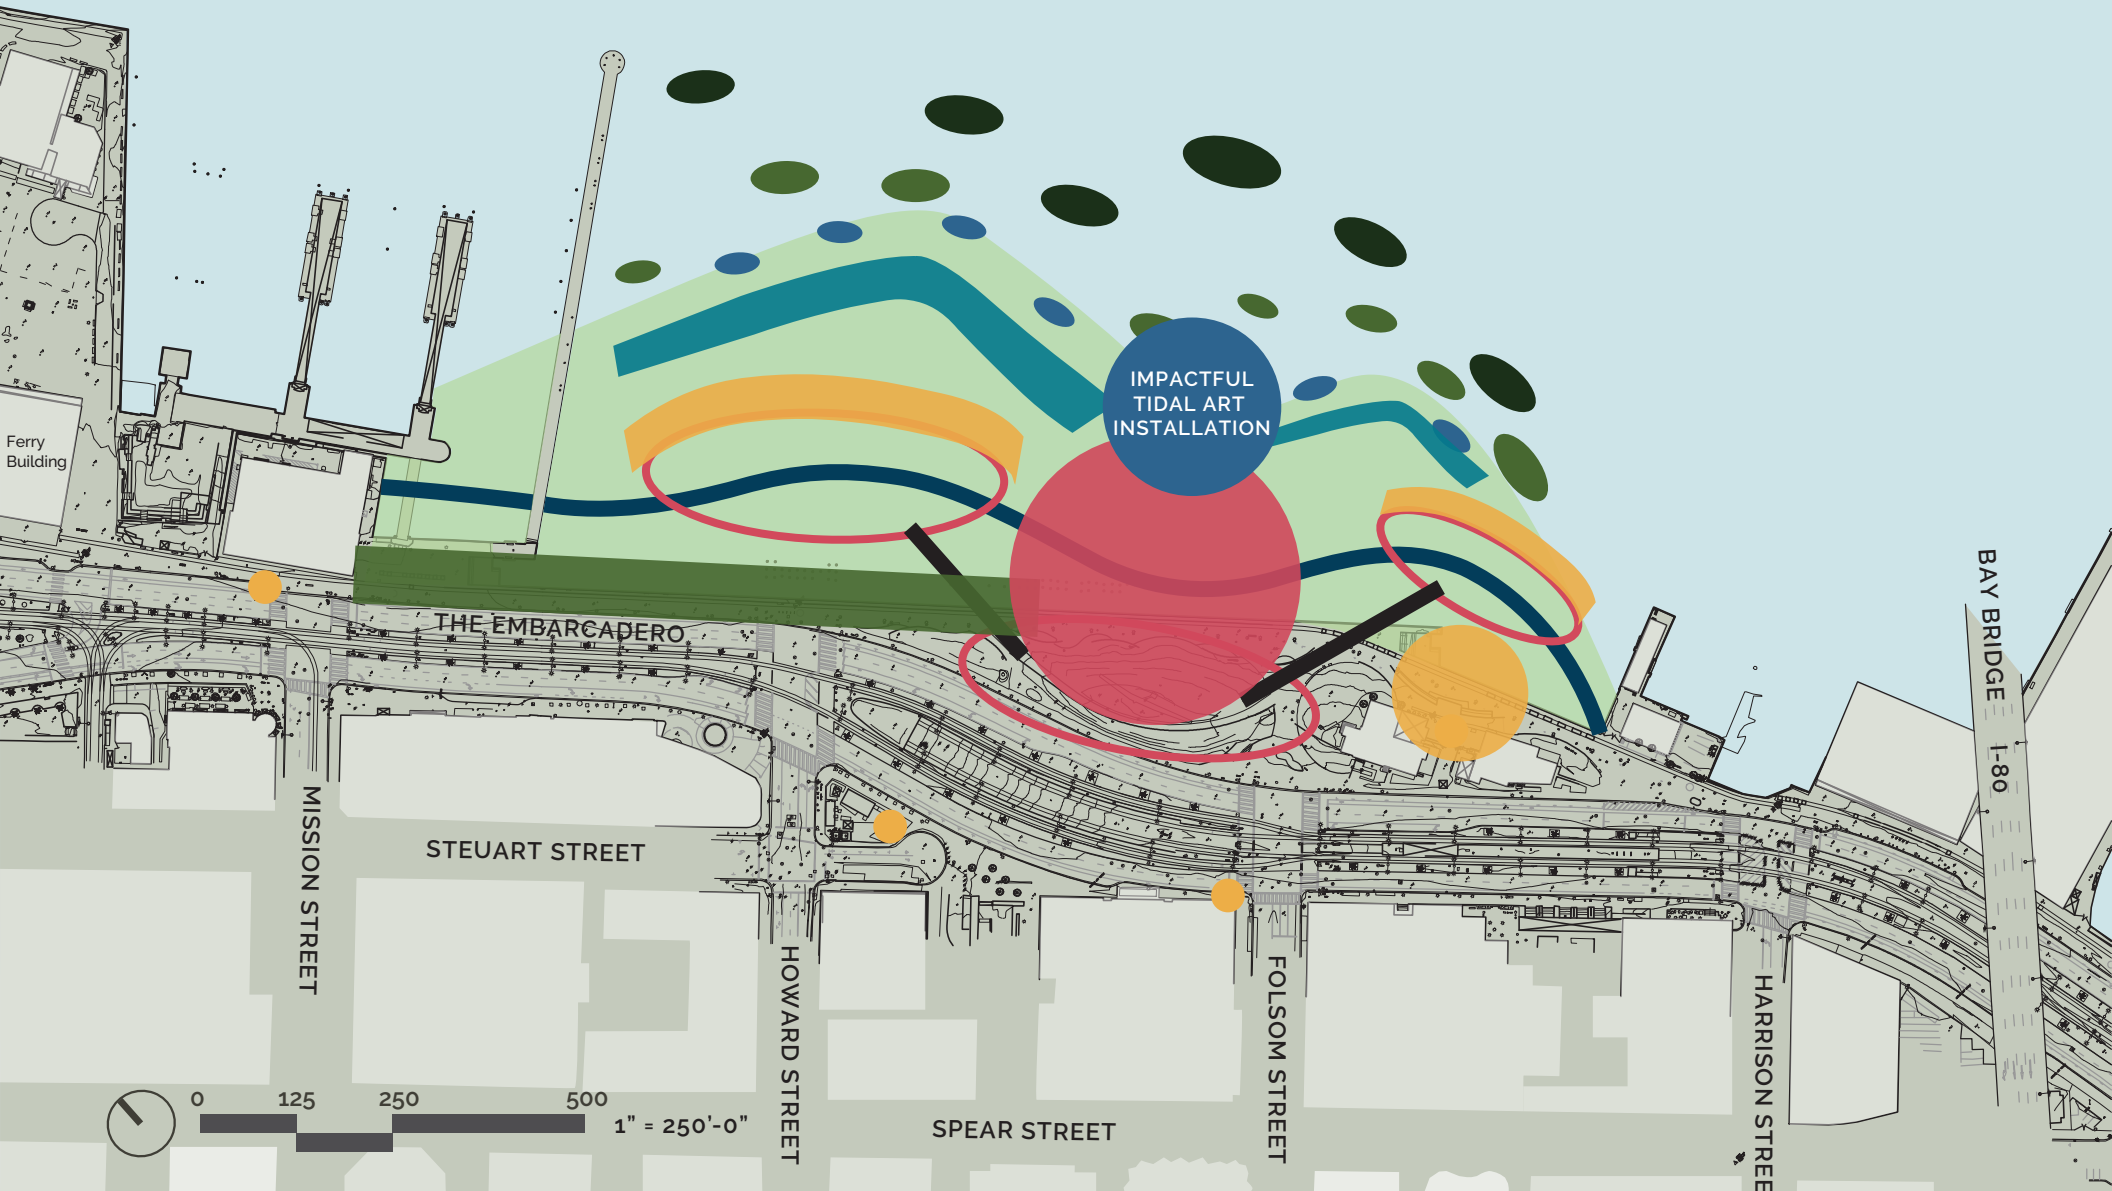 IMPACTFUL
TIDAL ART
INSTALLATION
Ferry
Building
THE EMBARCADERO
BAY BRIDGE I-80
MISSION STREET
STEUART STREET
HOWARD STREET
FOLSOM STREET
HARRISON STREE
SPEAR STREET
0 125 250 500
1" = 250'-0"